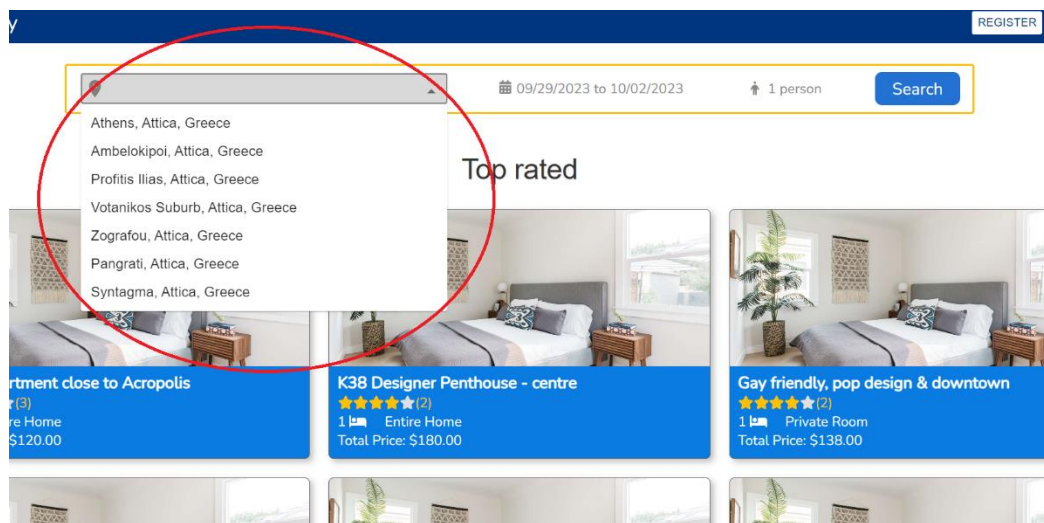 y
REGISTER
09/29/2023 to 10/02/2023
1 person
Search
Athens, Attica, Greece
Ambelokipoi, Attica, Greece
Profitis Ilias, Attica, Greece
Votanikos Suburb, Attica, Greece
Zografou, Attica, Greece
Pangrati, Attica, Greece
Syntagma, Attica, Greece
Top rated
rtment close to Acropolis
(3)
re Home
$120.00
K38 Designer Penthouse - centre
(2)
1 Entire Home
Total Price: $180.00
Gay friendly, pop design & downtown
(2)
1 Private Room
Total Price: $138.00